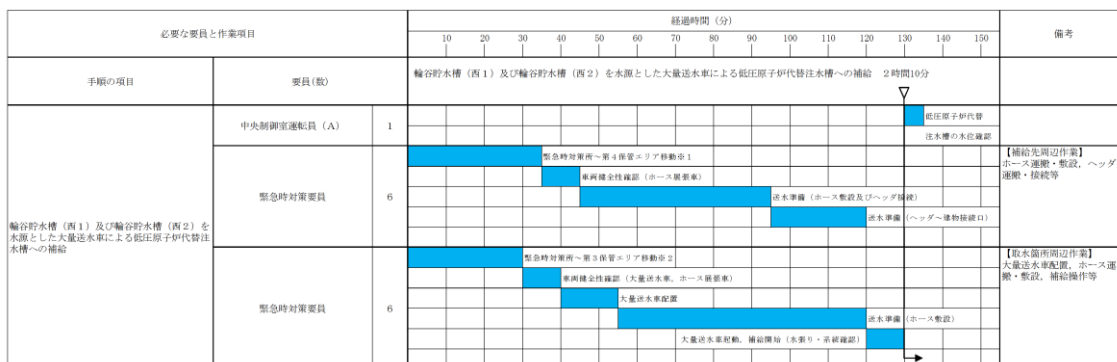 必要な要員と作業項目
経過時間（分）
備考
10 20 30 40 50 60 70 80 90 100 110 120 130 140 150
手順の項目
要員(数)
輪谷貯水槽（西１）及び輪谷貯水槽（西２）を水源とした大量送水車による低圧原子炉代替注水槽への補給　２時間10分
中央制御室運転員（A）
1
低圧原子炉代替
注水槽の水位確認
輪谷貯水槽（西１）及び輪谷貯水槽（西２）を
水源とした大量送水車による低圧原子炉代替注
水槽への補給
緊急時対策要員
6
緊急時対策所～第４保管エリア移動※１
車両健全性確認（ホース展張車）
送水準備（ホース敷設及びヘッダ接続）
送水準備（ヘッダ～建物接続口）
【補給先周辺作業】
ホース運搬・敷設，ヘッダ
運搬・接続等
緊急時対策要員
6
緊急時対策所～第３保管エリア移動※２
車両健全性確認（大量送水車，ホース展張車）
大量送水車配置
送水準備（ホース敷設）
大量送水車起動，補給開始（水張り・系統確認）
【取水箇所周辺作業】
大量送水車配置，ホース運
搬・敷設，補給操作等